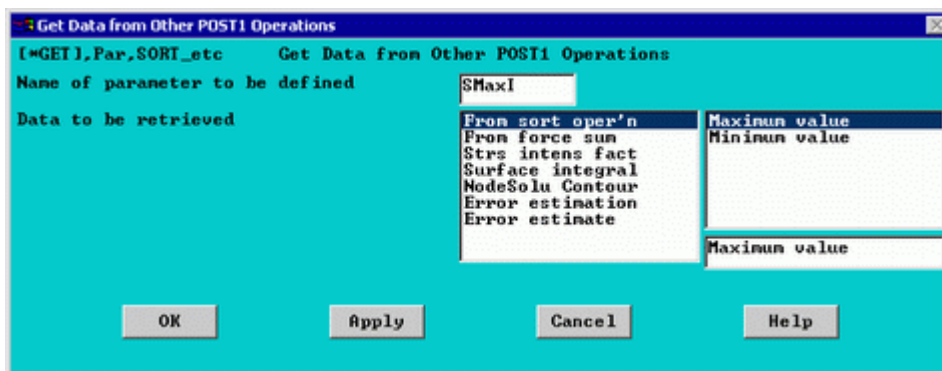 Get Data from Other POST1 Operations
[*GET],Par,SORT_etc Get Data from Other POST1 Operations
Name of parameter to be defined SMaxI
Data to be retrieved From sort oper'n Maximum value
From force sum Minimum value
Strs intens fact
Surface integral
NodeSolu Contour
Error estimation
Error estimate
Maximum value
OK Apply Cancel Help